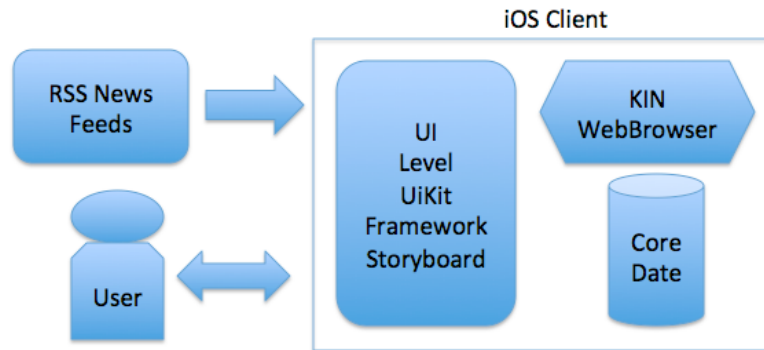 iOS Client
RSS News
Feeds
UI
Level
UiKit
Framework
Storyboard
KIN
WebBrowser
User
Core
Date